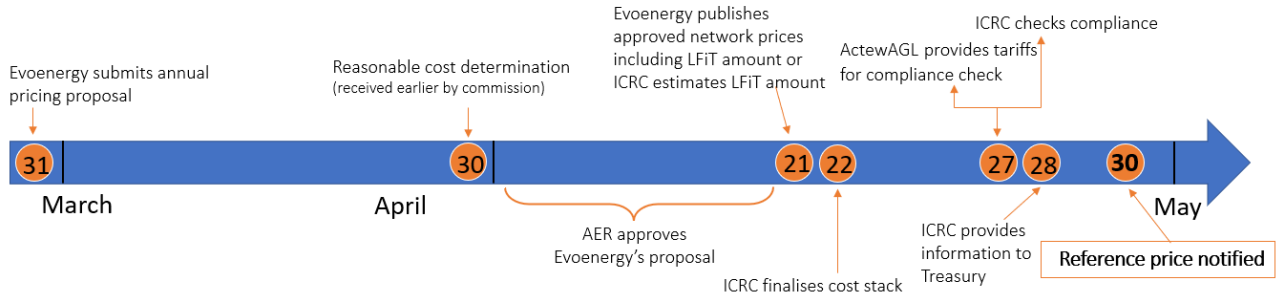 Evoenergy submits annual
pricing proposal
Reasonable cost determination
(received earlier by commission)
Evoenergy publishes
approved network prices
including LFiT amount or
ICRC estimates LFiT amount
ActewAGL provides tariffs
for compliance check
ICRC checks compliance
31
30
21
22
27
28
30
March
April
May
AER approves
Evoenergy’s proposal
ICRC finalises cost stack
ICRC provides
information to
Treasury
Reference price notified